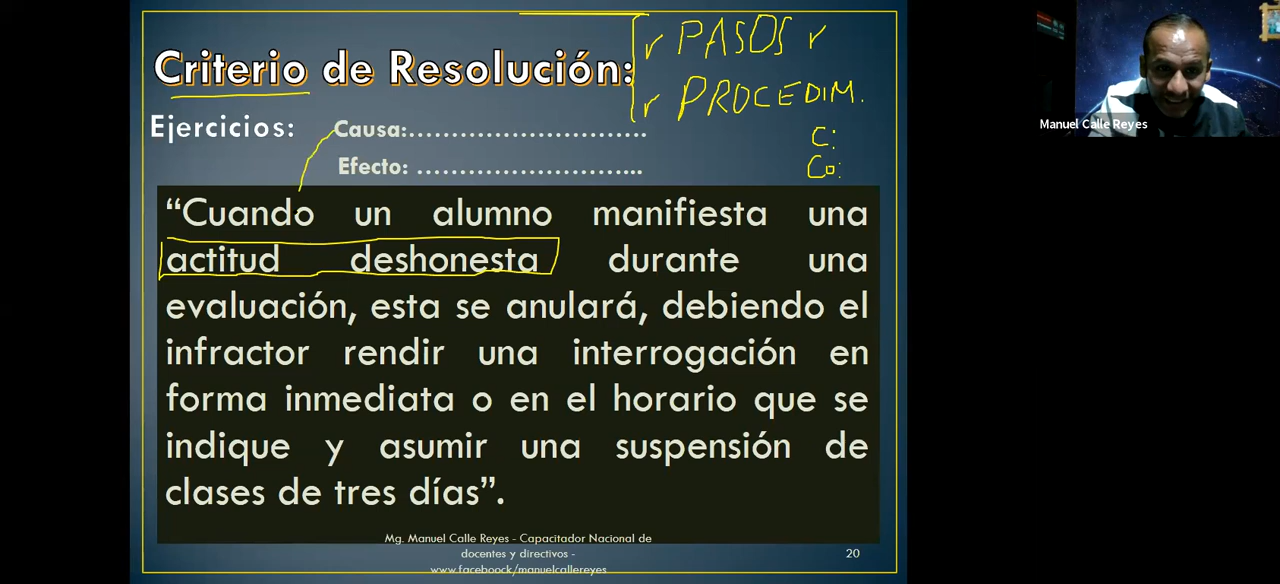 Criterio de Resolución:
✓ PASOS ✓
✓ PROCEDIM.
Ejercicios: Causa:……………………….
Efecto: ……………………...
C:
Co:
“Cuando un alumno manifiesta una
actitud deshonesta durante una
evaluación, esta se anulará, debiendo el
infractor rendir una interrogación en
forma inmediata o en el horario que se
indique y asumir una suspensión de
clases de tres días”.
Mg. Manuel Calle Reyes - Capacitador Nacional de
docentes y directivos -
www.faceboock/manuelcallereyes
20
Manuel Calle Reyes